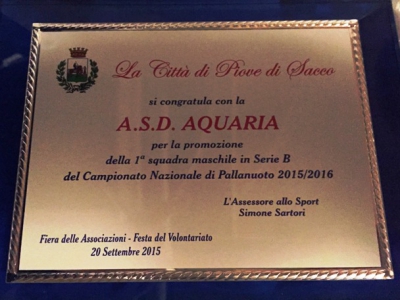 La Città di Piove di Sacco
si congratula con la
A.S.D. AQUARIA
per la promozione
della 1ª squadra maschile in Serie B
del Campionato Nazionale di Pallanuoto 2015/2016
L'Assessore allo Sport
Simone Sartori
Fiera delle Associazioni - Festa del Volontariato
20 Settembre 2015